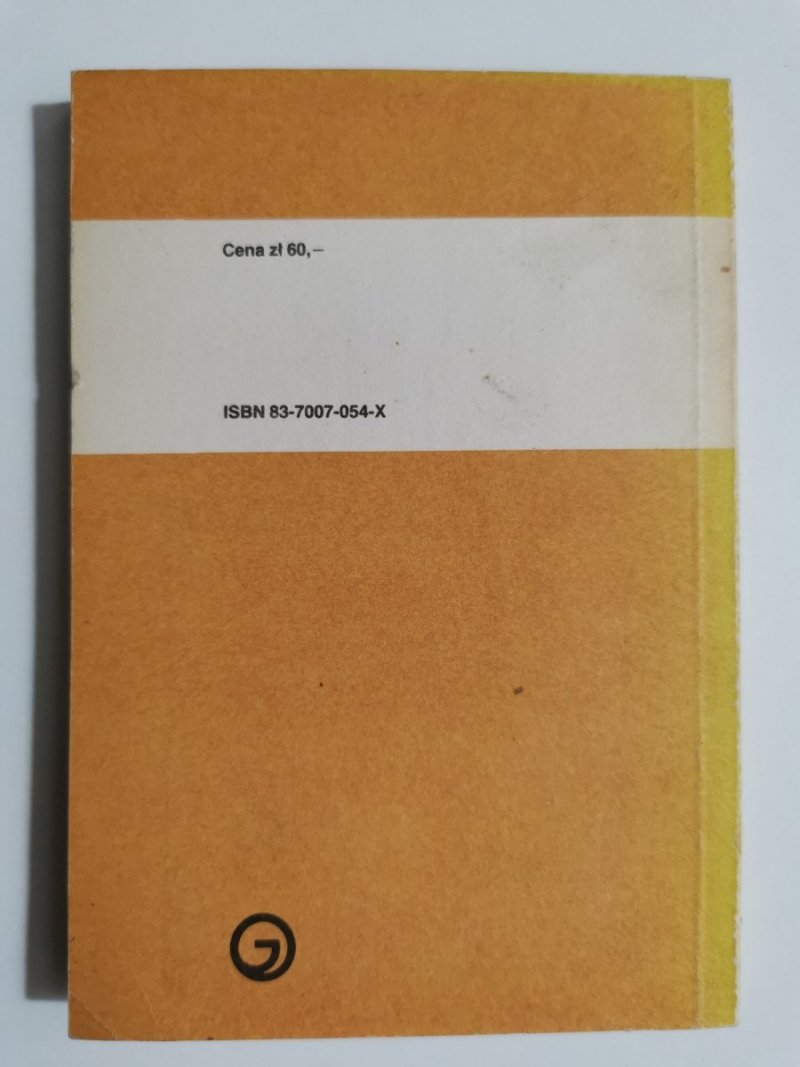 Cena zł 60,—
ISBN 83-7007-054-X